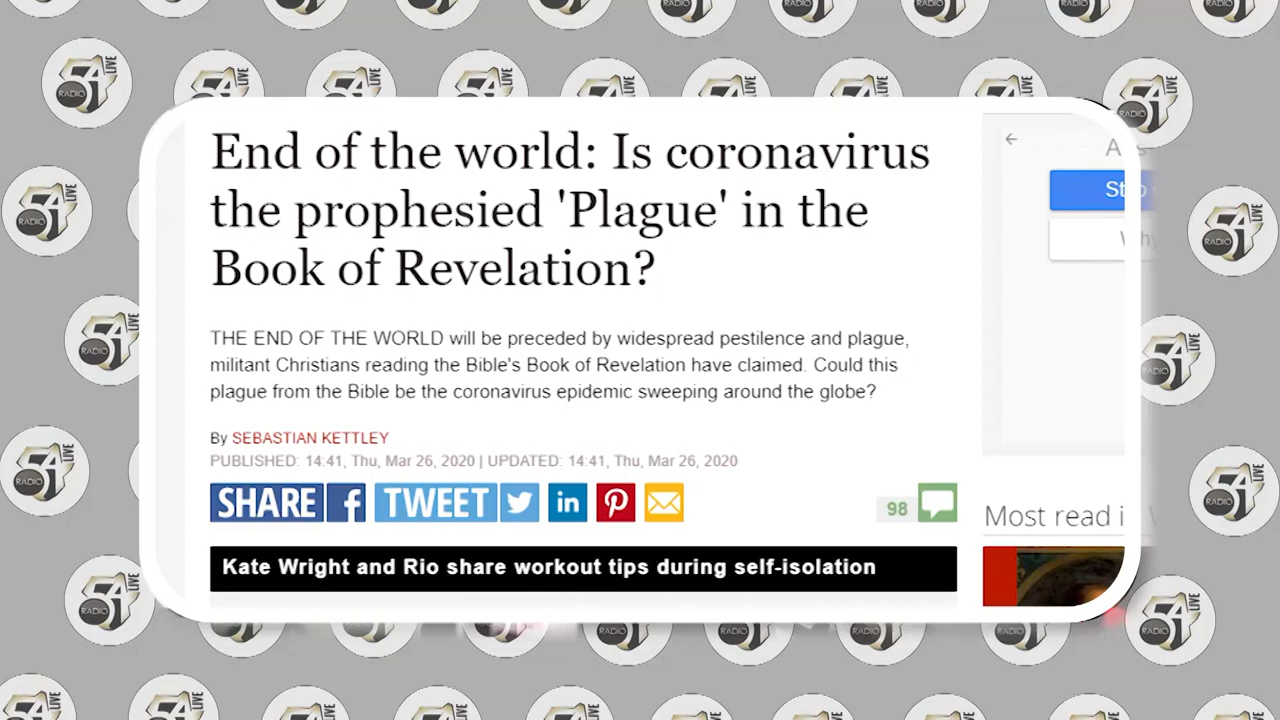 End of the world: Is coronavirus
the prophesied 'Plague' in the
Book of Revelation?
THE END OF THE WORLD will be preceded by widespread pestilence and plague,
militant Christians reading the Bible's Book of Revelation have claimed. Could this
plague from the Bible be the coronavirus epidemic sweeping around the globe?
By SEBASTIAN KETTLEY
PUBLISHED: 14:41, Thu, Mar 26, 2020 | UPDATED: 14:41, Thu, Mar 26, 2020
SHARE TWEET 98
Kate Wright and Rio share workout tips during self-isolation
Most read i
RADIO 54 LIVE